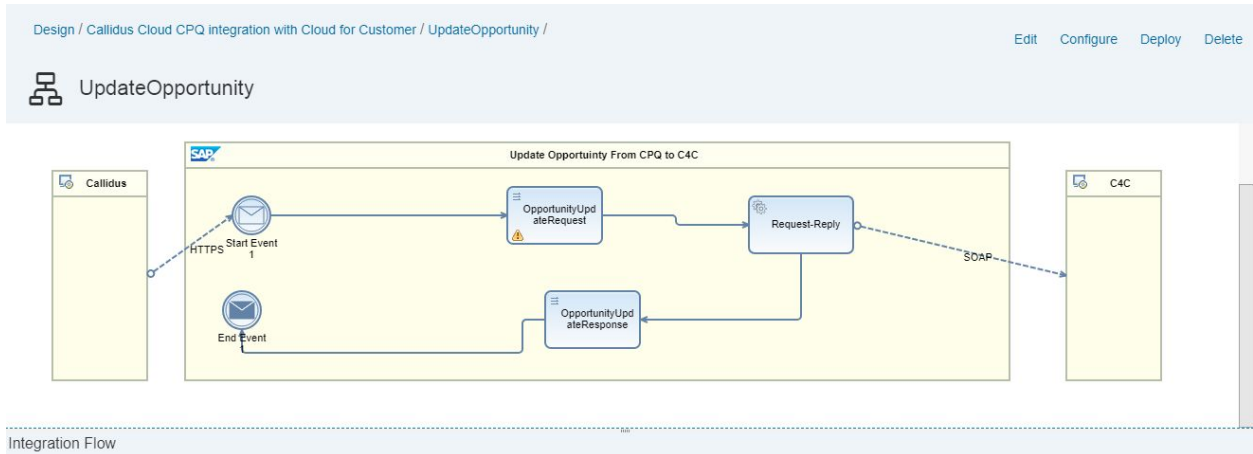 Design / Callidus Cloud CPQ integration with Cloud for Customer / UpdateOpportunity /
Edit Configure Deploy Delete
UpdateOpportunity
SAP
Update Opportuinty From CPQ to C4C
Callidus
C4C
OpportunityUpd
ateRequest
Request-Reply
HTTPS
Start Event
1
SOAP
OpportunityUpd
ateResponse
End Event
1
Integration Flow